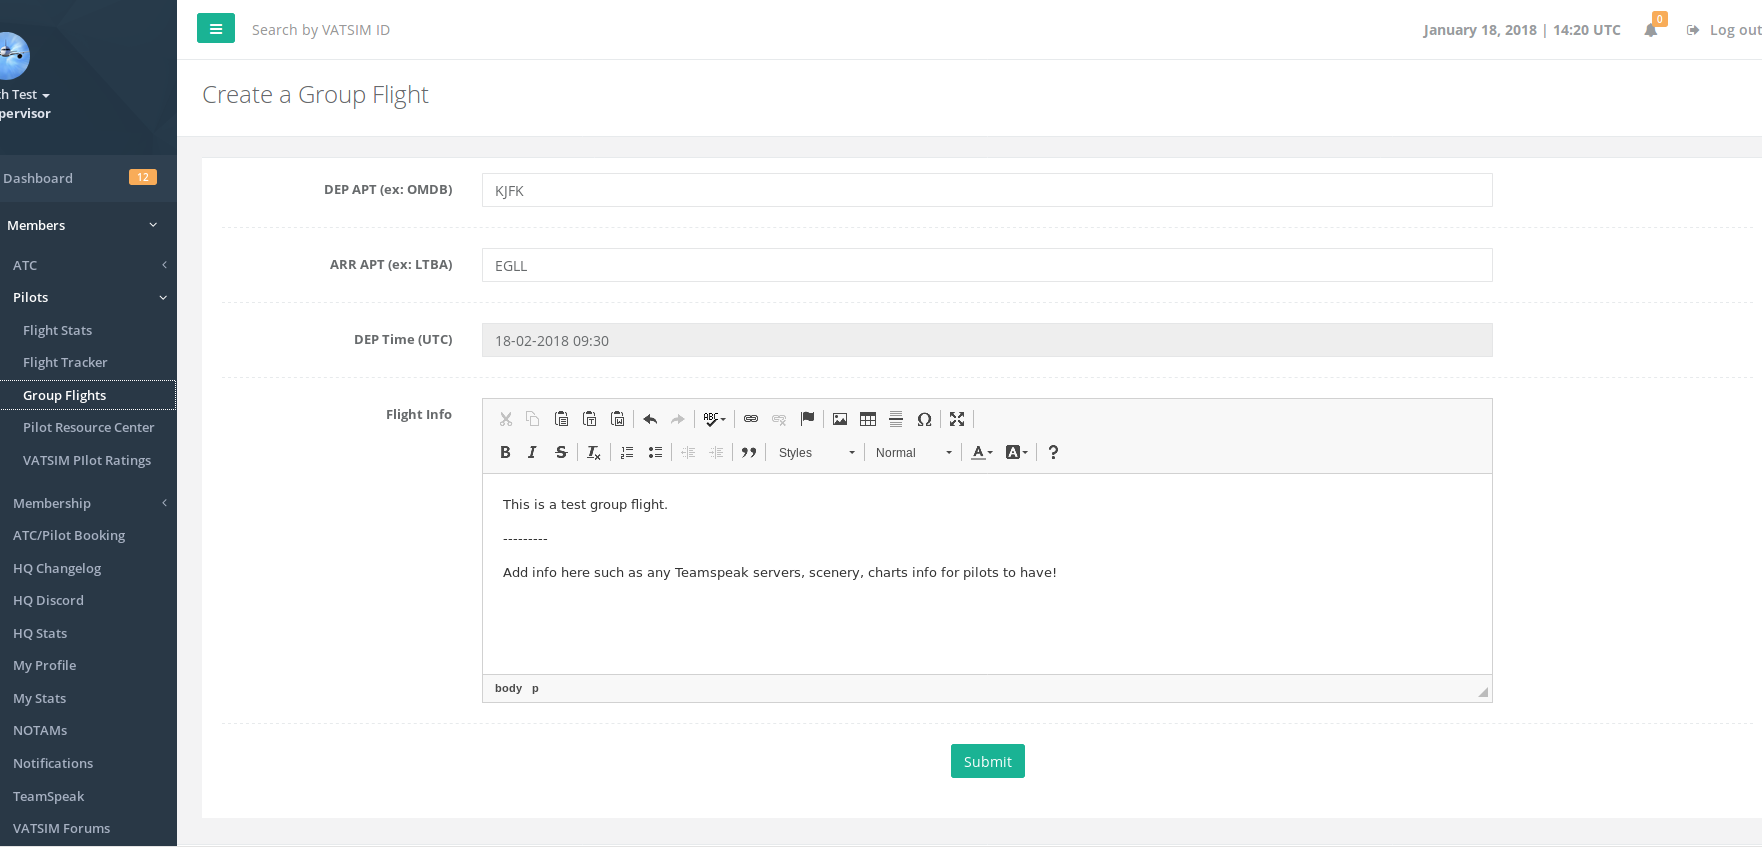 Search by VATSIM ID
January 18, 2018 | 14:20 UTC
0
Log out
th Test
pervisor
Create a Group Flight
Dashboard
12
Members
ATC
Pilots
Flight Stats
Flight Tracker
Group Flights
Pilot Resource Center
VATSIM PIlot Ratings
Membership
ATC/Pilot Booking
HQ Changelog
HQ Discord
HQ Stats
My Profile
My Stats
NOTAMs
Notifications
TeamSpeak
VATSIM Forums
DEP APT (ex: OMDB)
KJFK
ARR APT (ex: LTBA)
EGLL
DEP Time (UTC)
18-02-2018 09:30
Flight Info
ABC
Styles
Normal
This is a test group flight.
---------
Add info here such as any Teamspeak servers, scenery, charts info for pilots to have!
body p
Submit